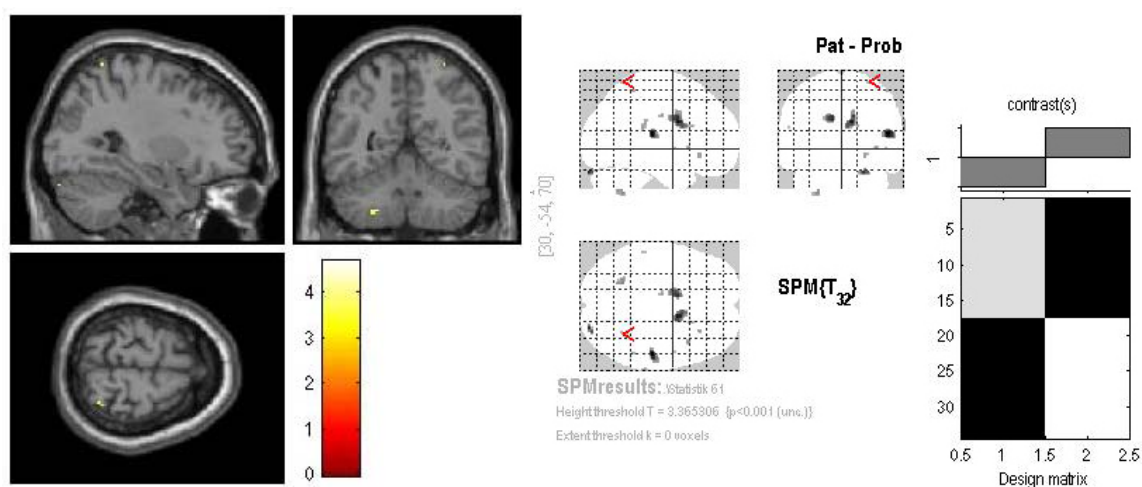 Pat - Prob
contrast(s)
1
[30, -54, 70]
4
3
2
1
0
SPM{T32}
SPMresults: .\Statistik 61
Height threshold T = 3.365306 {p<0.001 (unc.)}
Extent threshold k = 0 voxels
5
10
15
20
25
30
0.5 1 1.5 2 2.5
Design matrix